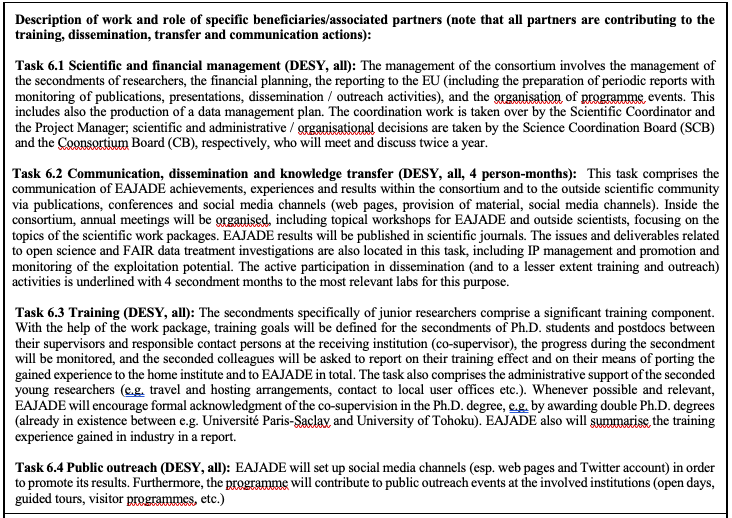 Description of work and role of specific beneficiaries/associated partners (note that all partners are contributing to the
training, dissemination, transfer and communication actions):
Task 6.1 Scientific and financial management (DESY, all): The management of the consortium involves the management of
the secondments of researchers, the financial planning, the reporting to the EU (including the preparation of periodic reports with
monitoring of publications, presentations, dissemination / outreach activities), and the organisation of programme events. This
includes also the production of a data management plan. The coordination work is taken over by the Scientific Coordinator and
the Project Manager; scientific and administrative / organisational decisions are taken by the Science Coordination Board (SCB)
and the Coonsortium Board (CB), respectively, who will meet and discuss twice a year.
Task 6.2 Communication, dissemination and knowledge transfer (DESY, all, 4 person-months): This task comprises the
communication of EAJADE achievements, experiences and results within the consortium and to the outside scientific community
via publications, conferences and social media channels (web pages, provision of material, social media channels). Inside the
consortium, annual meetings will be organised, including topical workshops for EAJADE and outside scientists, focusing on the
topics of the scientific work packages. EAJADE results will be published in scientific journals. The issues and deliverables related
to open science and FAIR data treatment investigations are also located in this task, including IP management and promotion and
monitoring of the exploitation potential. The active participation in dissemination (and to a lesser extent training and outreach)
activities is underlined with 4 secondment months to the most relevant labs for this purpose.
Task 6.3 Training (DESY, all): The secondments specifically of junior researchers comprise a significant training component.
With the help of the work package, training goals will be defined for the secondments of Ph.D. students and postdocs between
their supervisors and responsible contact persons at the receiving institution (co-supervisor), the progress during the secondment
will be monitored, and the seconded colleagues will be asked to report on their training effect and on their means of porting the
gained experience to the home institute and to EAJADE in total. The task also comprises the administrative support of the seconded
young researchers (e.g. travel and hosting arrangements, contact to local user offices etc.). Whenever possible and relevant,
EAJADE will encourage formal acknowledgment of the co-supervision in the Ph.D. degree, e.g. by awarding double Ph.D. degrees
(already in existence between e.g. Université Paris-Saclay and University of Tohoku). EAJADE also will summarise the training
experience gained in industry in a report.
Task 6.4 Public outreach (DESY, all): EAJADE will set up social media channels (esp. web pages and Twitter account) in order
to promote its results. Furthermore, the programme will contribute to public outreach events at the involved institutions (open days,
guided tours, visitor programmes, etc.)